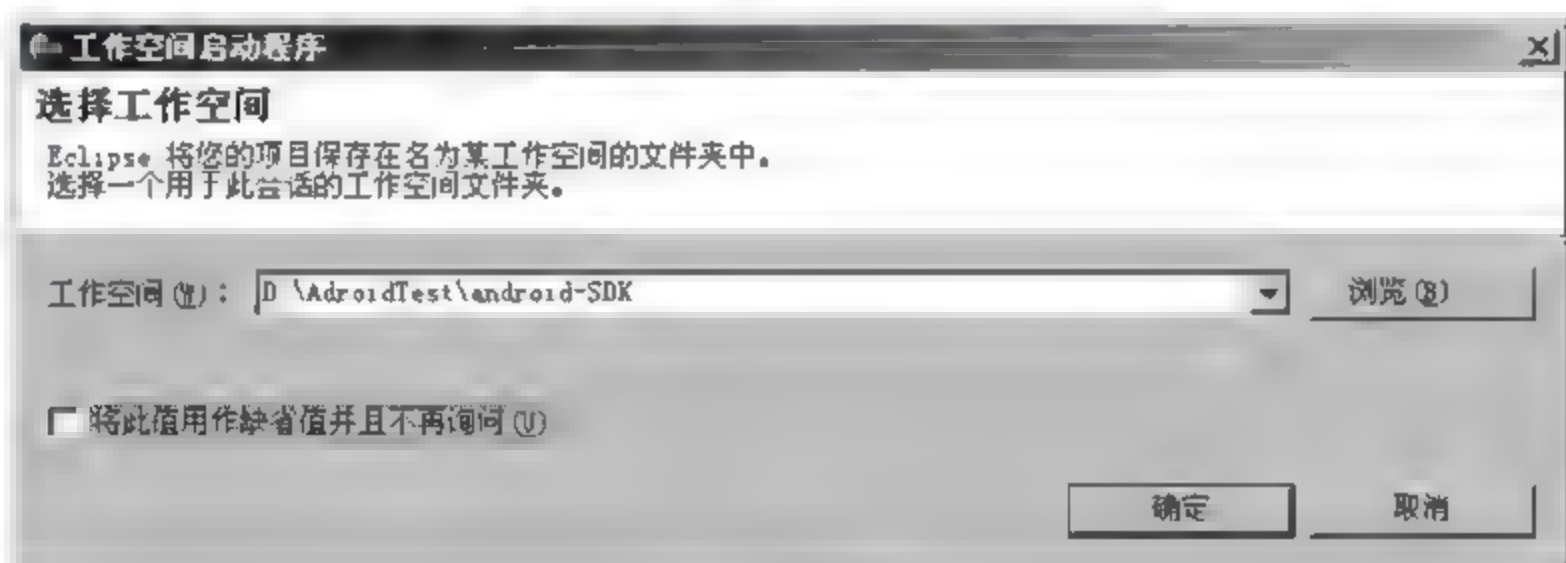 工作空间启动程序
选择工作空间
Eclipse 将您的项目保存在名为某工作空间的文件夹中。
选择一个用于此会话的工作空间文件夹。
工作空间(W)： D \AdroidTest\android-SDK 浏览(B)
将此值用作缺省值并且不再询问(U)
确定 取消